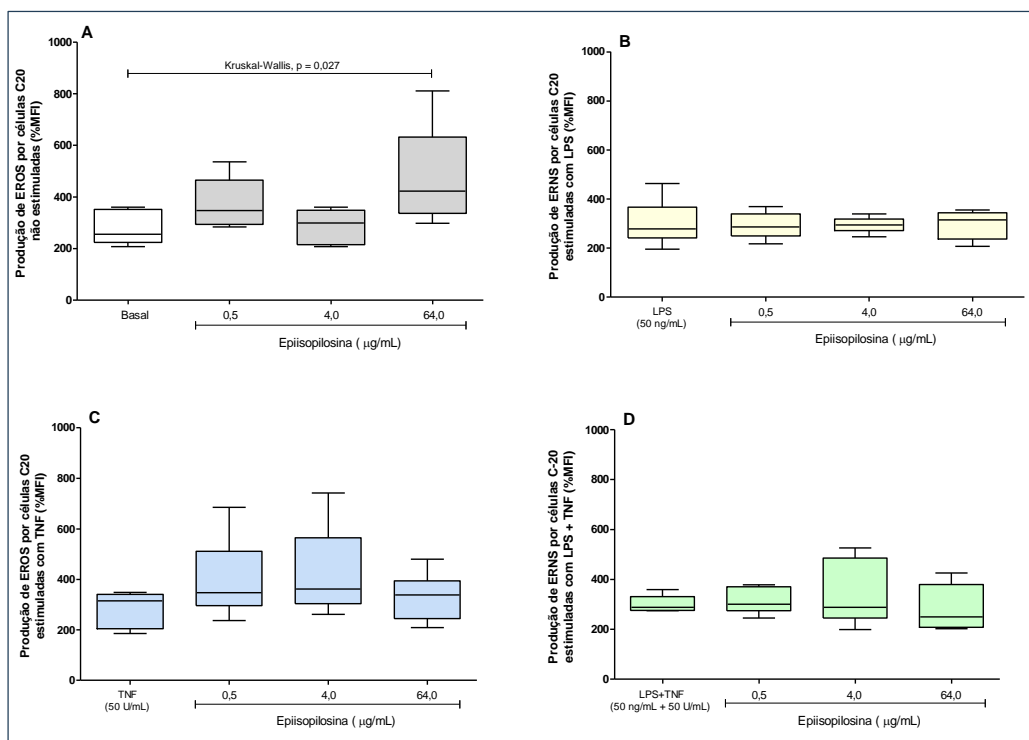 A
Kruskal-Wallis, p = 0,027
Produção de EROS por células C20
não estimuladas (%MFI)
1000
800
600
400
200
0
Basal
0,5
4,0
64,0
Epiisopilosina ( μg/mL)
B
Produção de ERNS por células C20
estimuladas com LPS (%MFI)
1000
800
600
400
200
0
LPS
(50 ng/mL)
0,5
4,0
64,0
Epiisopilosina ( μg/mL)
C
Produção de EROS por células C20
estimuladas com TNF (%MFI)
1000
800
600
400
200
0
TNF
(50 U/mL)
0,5
4,0
64,0
Epiisopilosina ( μg/mL)
D
Produção de ERNS por células C-20
estimuladas com LPS + TNF (%MFI)
1000
800
600
400
200
0
LPS+TNF
(50 ng/mL + 50 U/mL)
0,5
4,0
64,0
Epiisopilosina ( μg/mL)